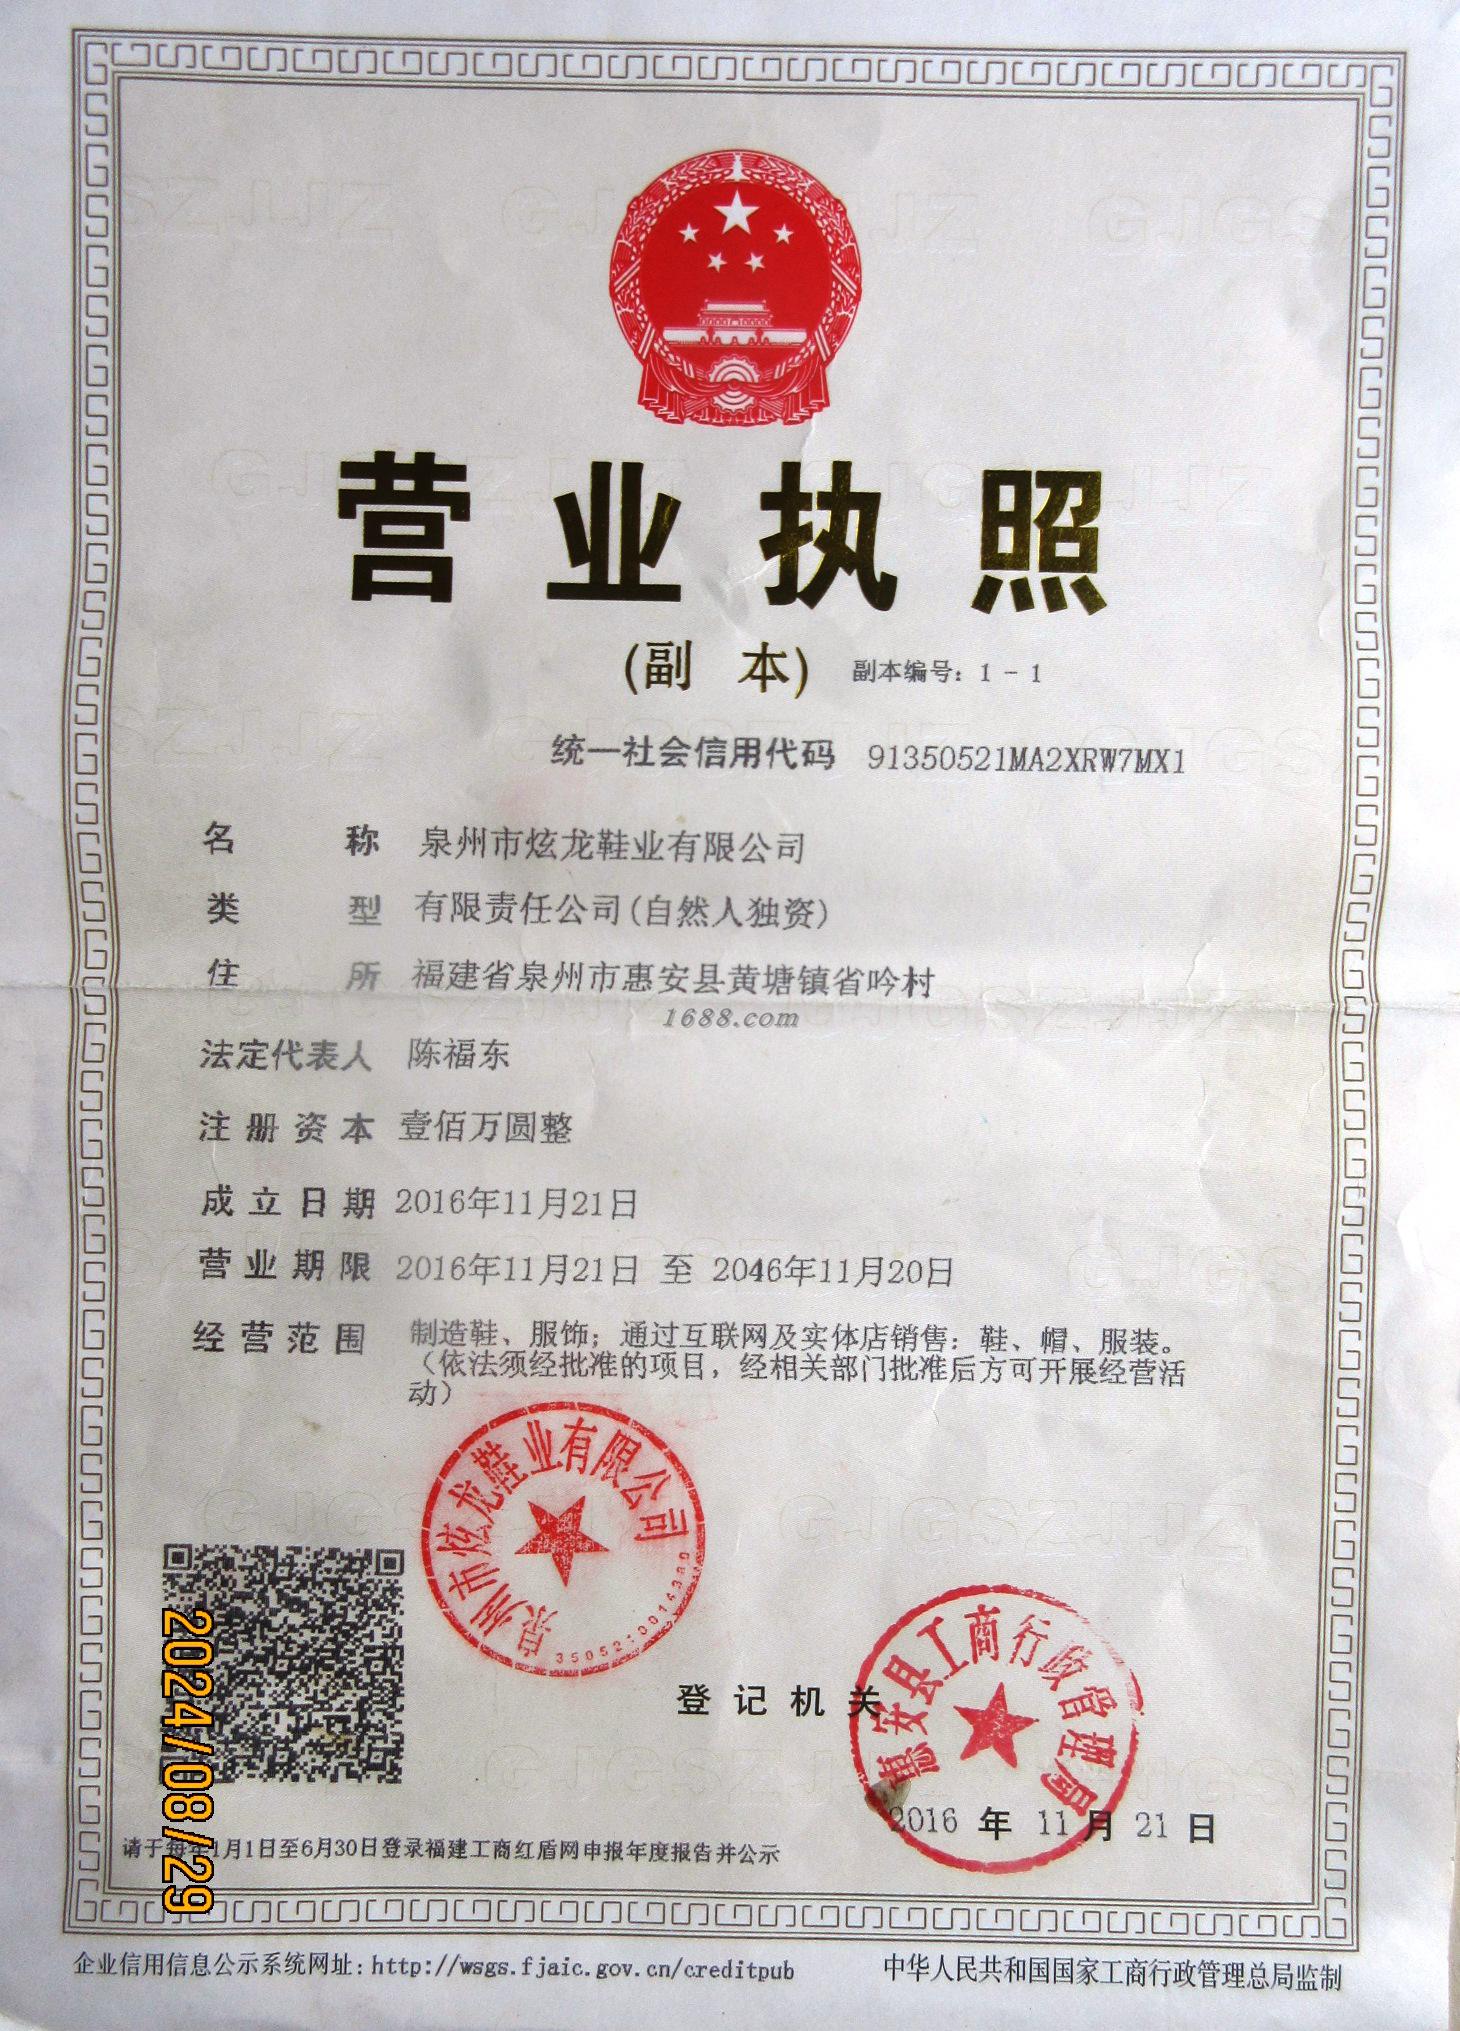 营业执照
(副 本) 副本编号：1－1
统一社会信用代码 91350521MA2XRW7MX1
名 称 泉州市炫龙鞋业有限公司
类 型 有限责任公司(自然人独资)
住 所 福建省泉州市惠安县黄塘镇省吟村
1688.com
法定代表人 陈福东
注册资本 壹佰万圆整
成立日期 2016年11月21日
营业期限 2016年11月21日 至 2046年11月20日
经营范围 制造鞋、服饰；通过互联网及实体店销售：鞋、帽、服装。
（依法须经批准的项目，经相关部门批准后方可开展经营活
动）
泉州市炫龙鞋业有限公司
登记机关
惠安县工商行政管理局
2016 年 11 月 21 日
2024/08/29
请于每年1月1日至6月30日登录福建工商红盾网申报年度报告并公示
企业信用信息公示系统网址：http://wsgs.fjaic.gov.cn/creditpub 中华人民共和国国家工商行政管理总局监制